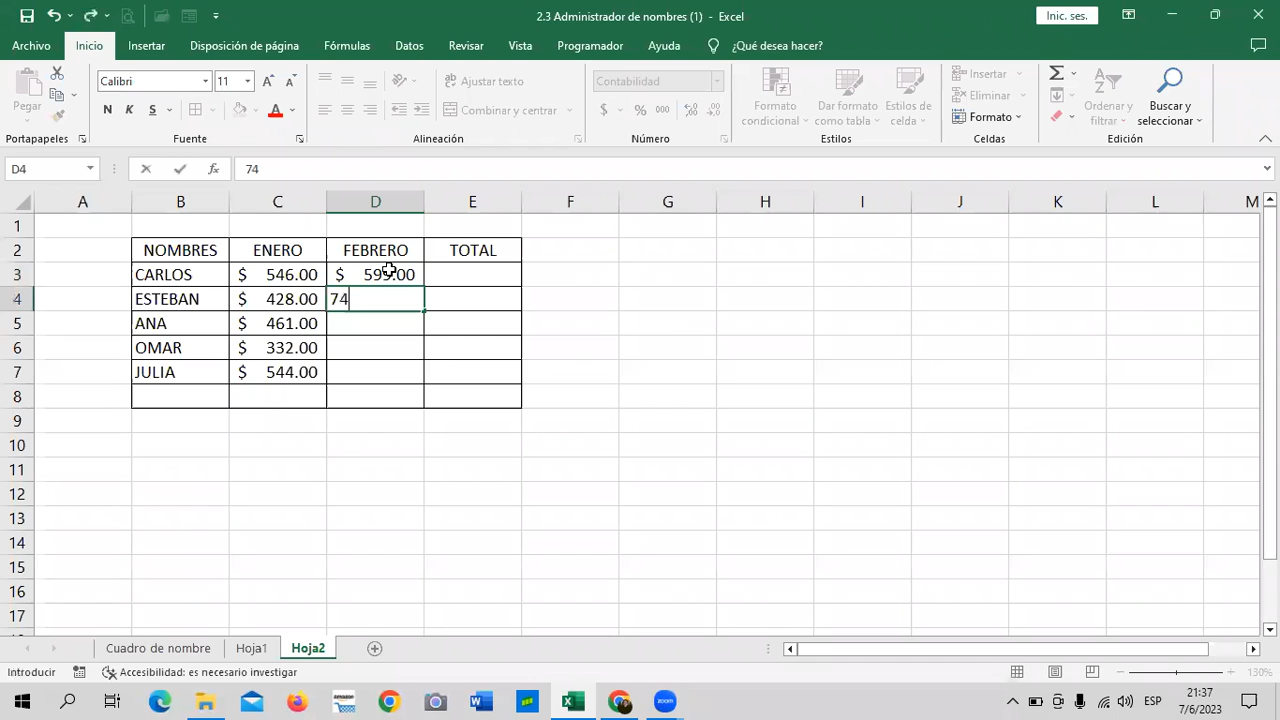 2.3 Administrador de nombres (1) - Excel
Inic. ses.
Archivo Inicio Insertar Disposición de página Fórmulas Datos Revisar Vista Programador Ayuda ¿Qué desea hacer?
Pegar
Calibri 11
N K S
Ajustar texto
Combinar y centrar
Contabilidad
$ % 000
Formato condicional
Dar formato como tabla
Estilos de celda
Insertar
Eliminar
Formato
Ordenar y filtrar
Buscar y seleccionar
Portapapeles Fuente Alineación Número Estilos Celdas Edición
D4 fx 74
A B C D E F G H I J K L M
1
2 NOMBRES ENERO FEBRERO TOTAL
3 CARLOS $ 546.00 $ 595.00
4 ESTEBAN $ 428.00 74
5 ANA $ 461.00
6 OMAR $ 332.00
7 JULIA $ 544.00
8
9
10
11
12
13
14
15
16
17
Cuadro de nombre Hoja1 Hoja2
Introducir Accesibilidad: es necesario investigar 130%
ESP 21:37
7/6/2023